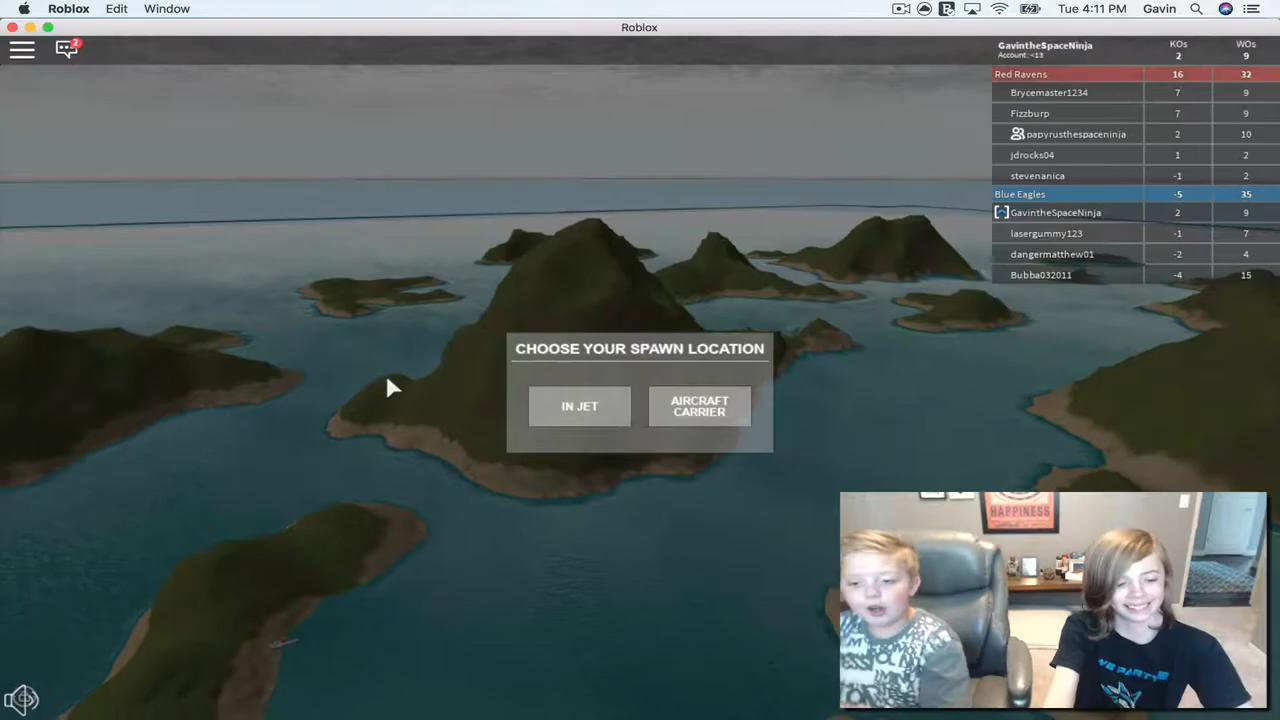 Roblox Edit Window Tue 4:11 PM Gavin
Roblox
2
GavintheSpaceNinja KOs WOs
Account: <13 2 9
Red Ravens 16 32
Brycemaster1234 7 9
Fizzburp 7 9
papyrusthespaceninja 2 10
jdrocks04 1 2
stevenanica -1 2
Blue Eagles -5 35
GavintheSpaceNinja 2 9
lasergummy123 -1 7
dangermatthew01 -2 4
Bubba032011 -4 15
CHOOSE YOUR SPAWN LOCATION
IN JET
AIRCRAFT
CARRIER
HAPPINESS